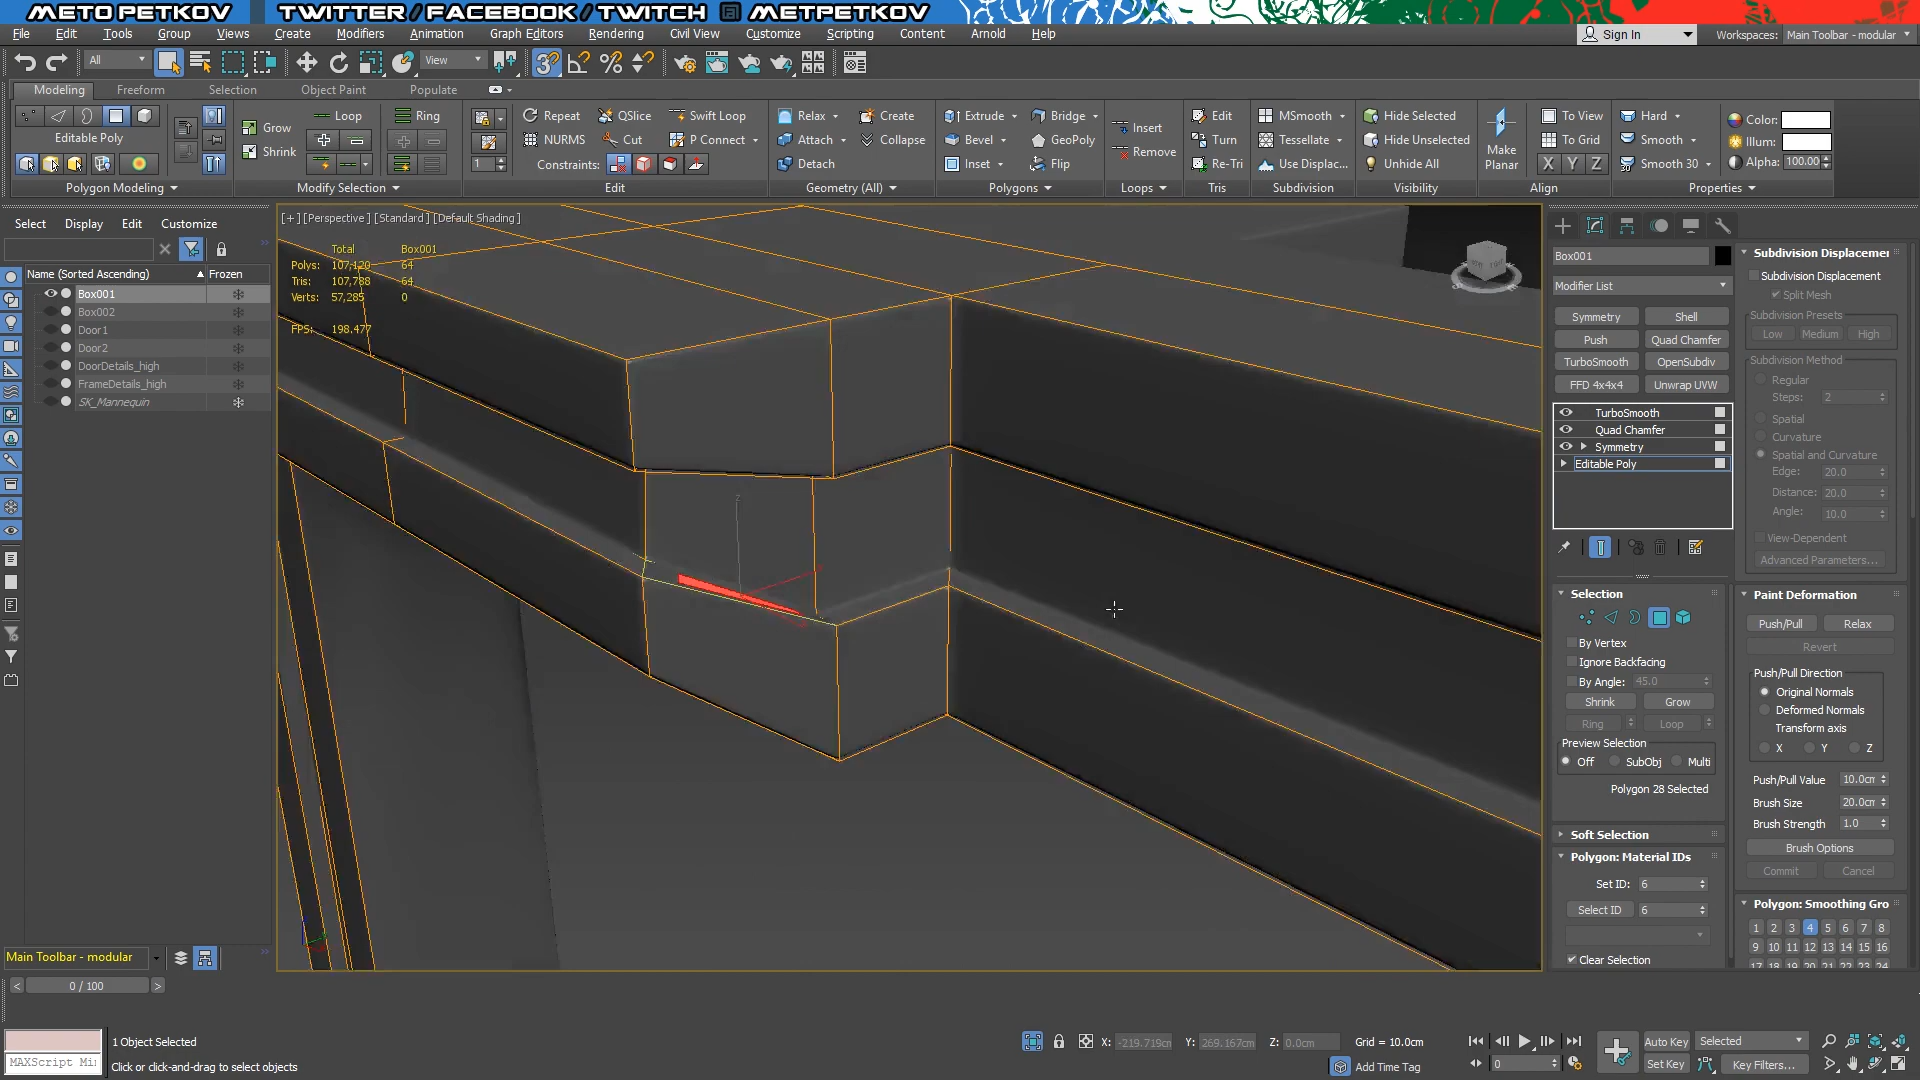 METO PETKOV TWITTER / FACEBOOK / TWITCH @ METPETKOV
File Edit Tools Group Views Create Modifiers Animation Graph Editors Rendering Civil View Customize Scripting Content Arnold Help Sign In Workspaces: Main Toolbar - modular
All View
Modeling Freeform Selection Object Paint Populate
Loop Ring Repeat QSlice Swift Loop Relax Create Extrude Bridge Edit MSmooth Hide Selected To View Hard Color:
Editable Poly Grow NURMS Cut P Connect Attach Collapse Bevel GeoPoly Insert Turn Tessellate Hide Unselected Make Planar To Grid Smooth Illum:
Shrink 1 Constraints: Detach Inset Flip Remove Re-Tri Use Displac... Unhide All X Y Z Smooth 30 Alpha: 100.00
Polygon Modeling Modify Selection Edit Geometry (All) Polygons Loops Tris Subdivision Visibility Align Properties
Select Display Edit Customize
Name (Sorted Ascending) Frozen
Box001
Box002
Door1
Door2
DoorDetails_high
FrameDetails_high
SK_Mannequin
Main Toolbar - modular
0 / 100
MAXScript Mi
1 Object Selected
Click or click-and-drag to select objects
[+] [Perspective] [Standard] [Default Shading]
Total Box001
Polys: 107,120 64
Tris: 107,788 64
Verts: 57,285 0
FPS: 198.477
z
Box001
Modifier List
Symmetry Shell
Push Quad Chamfer
TurboSmooth OpenSubdiv
FFD 4x4x4 Unwrap UVW
TurboSmooth
Quad Chamfer
Symmetry
Editable Poly
Selection
By Vertex
Ignore Backfacing
By Angle: 45.0
Shrink Grow
Ring Loop
Preview Selection
Off SubObj Multi
Polygon 28 Selected
Soft Selection
Polygon: Material IDs
Set ID: 6
Select ID 6
Clear Selection
Subdivision Displacemen
Subdivision Displacement
Split Mesh
Subdivision Presets
Low Medium High
Subdivision Method
Regular
Steps: 2
Spatial
Curvature
Spatial and Curvature
Edge: 20.0
Distance: 20.0
Angle: 10.0
View-Dependent
Advanced Parameters...
Paint Deformation
Push/Pull Relax
Revert
Push/Pull Direction
Original Normals
Deformed Normals
Transform axis
X Y Z
Push/Pull Value 10.0cm
Brush Size 20.0cm
Brush Strength 1.0
Brush Options
Commit Cancel
Polygon: Smoothing Gro
1 2 3 4 5 6 7 8
9 10 11 12 13 14 15 16
17 18 19 20 21 22 23 24
X: -219.719cm Y: 269.167cm Z: 0.0cm Grid = 10.0cm
Add Time Tag
0
Auto Key Selected
Set Key Key Filters...